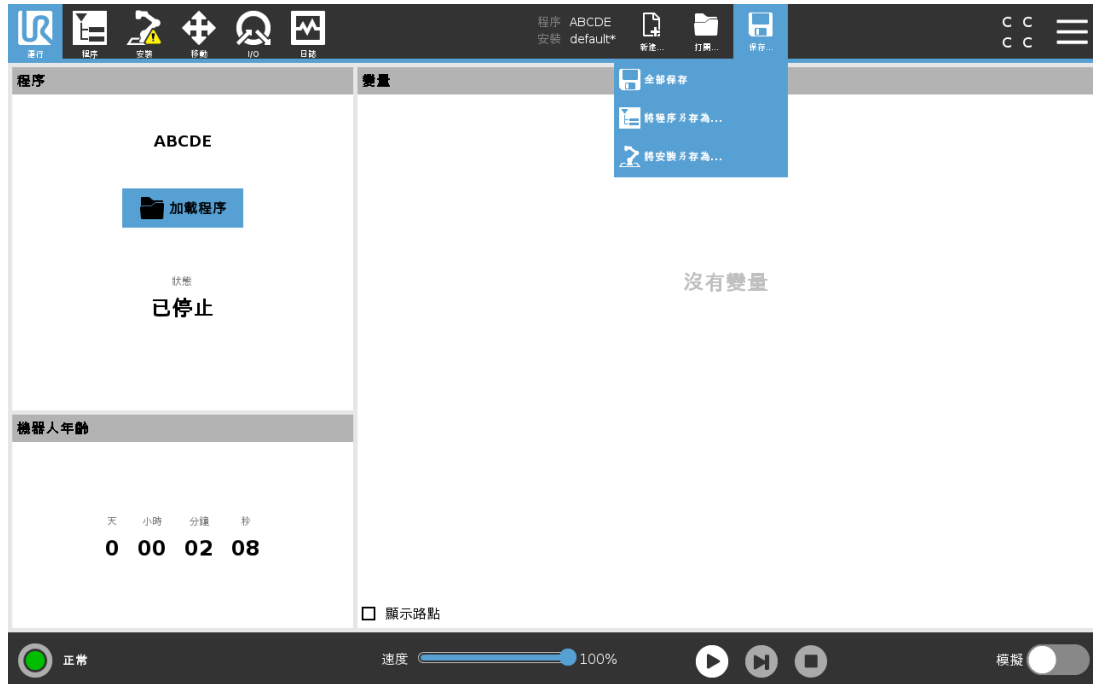 UR
運行
程序
安裝
移動
I/O
日誌
程序 ABCDE
安裝 default*
新建...
打開...
保存...
C C
C C
全部保存
將程序另存為...
將安裝另存為...
程序
ABCDE
加載程序
狀態
已停止
變量
沒有變量
機器人年齡
天 小時 分鐘 秒
0 00 02 08
顯示路點
正常
速度 100%
模擬